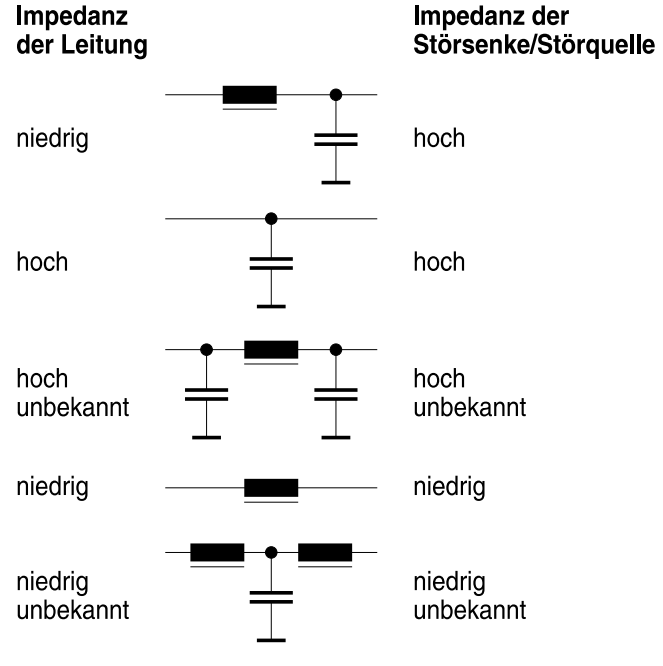 Impedanz
der Leitung
Impedanz der
Störsenke/Störquelle
niedrig
hoch
hoch
hoch
hoch
unbekannt
hoch
unbekannt
niedrig
niedrig
niedrig
unbekannt
niedrig
unbekannt